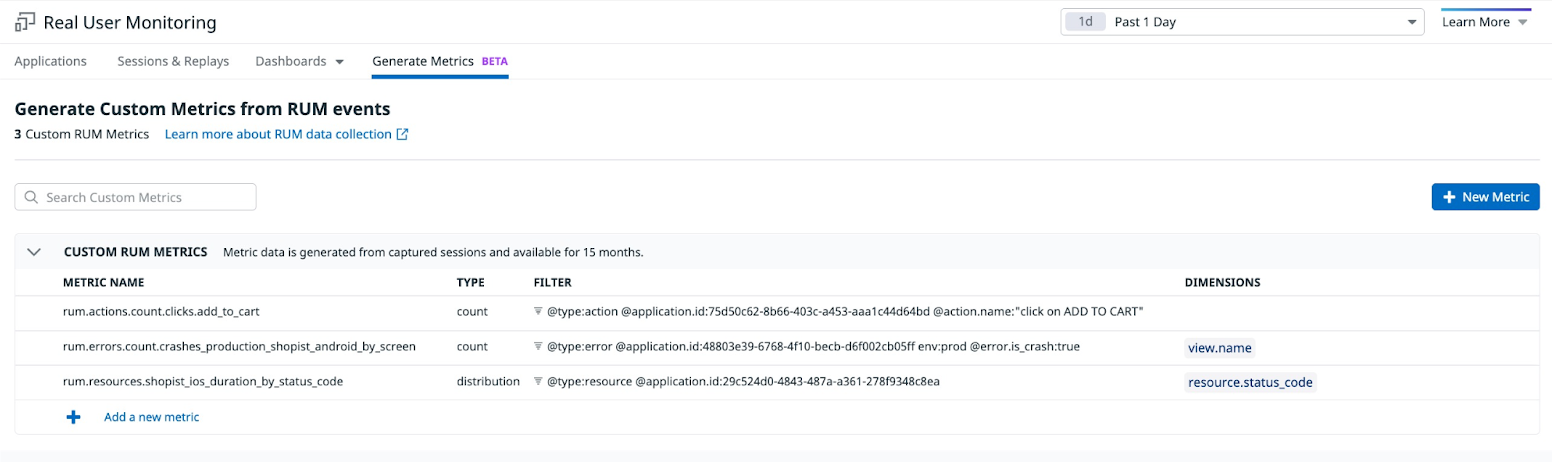 Real User Monitoring
1d Past 1 Day
Learn More
Applications Sessions & Replays Dashboards Generate Metrics BETA
Generate Custom Metrics from RUM events
3 Custom RUM Metrics Learn more about RUM data collection
Search Custom Metrics
New Metric
CUSTOM RUM METRICS Metric data is generated from captured sessions and available for 15 months.
METRIC NAME TYPE FILTER DIMENSIONS
rum.actions.count.clicks.add_to_cart count @type:action @application.id:75d50c62-8b66-403c-a453-aaa1c44d64bd @action.name:"click on ADD TO CART"
rum.errors.count.crashes_production_shopist_android_by_screen count @type:error @application.id:48803e39-6768-4f10-becb-d6f002cb05ff env:prod @error.is_crash:true view.name
rum.resources.shopist_ios_duration_by_status_code distribution @type:resource @application.id:29c524d0-4843-487a-a361-278f9348c8ea resource.status_code
Add a new metric